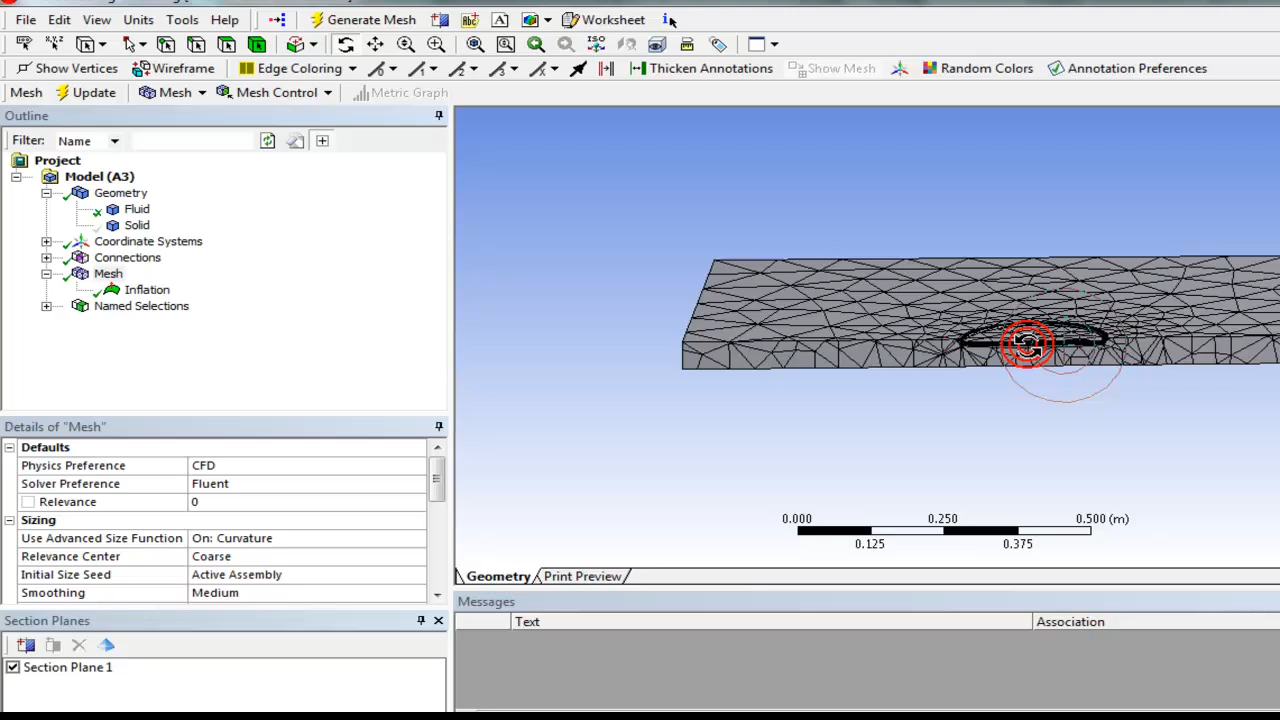 File Edit View Units Tools Help Generate Mesh Worksheet
Show Vertices Wireframe Edge Coloring Thicken Annotations Show Mesh Random Colors Annotation Preferences
Mesh Update Mesh Mesh Control Metric Graph
Outline
Filter: Name
Project
Model (A3)
Geometry
Fluid
Solid
Coordinate Systems
Connections
Mesh
Inflation
Named Selections
Details of "Mesh"
Defaults
Physics Preference CFD
Solver Preference Fluent
Relevance 0
Sizing
Use Advanced Size Function On: Curvature
Relevance Center Coarse
Initial Size Seed Active Assembly
Smoothing Medium
Section Planes
Section Plane 1
0.000 0.250 0.500 (m)
0.125 0.375
Geometry Print Preview
Messages
Text Association